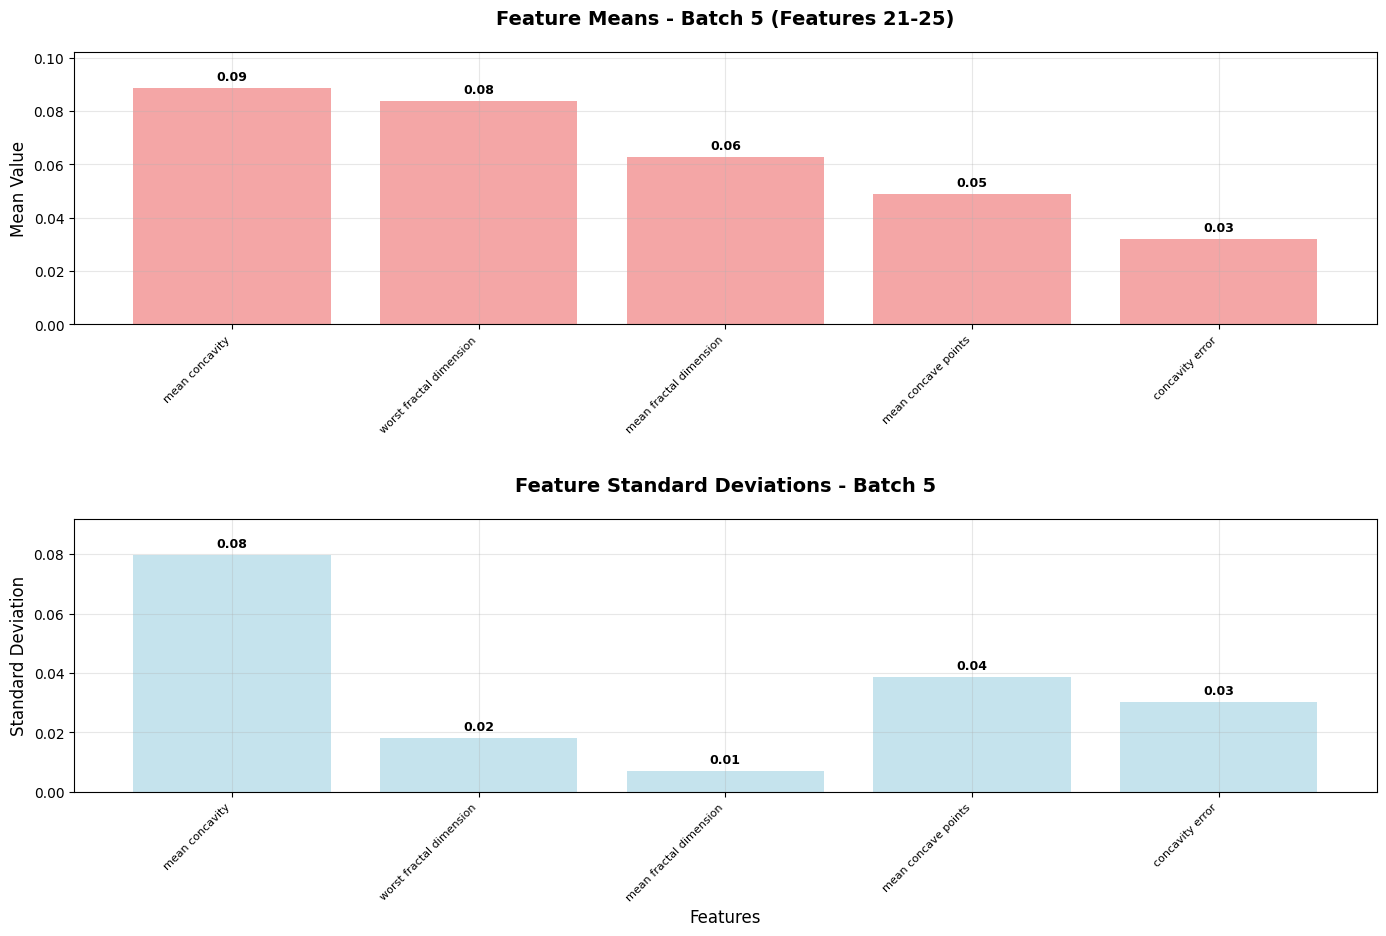 Feature Means - Batch 5 (Features 21-25)
Mean Value
0.10
0.08
0.06
0.04
0.02
0.00
0.09
0.08
0.06
0.05
0.03
mean concavity
worst fractal dimension
mean fractal dimension
mean concave points
concavity error
Feature Standard Deviations - Batch 5
Standard Deviation
0.08
0.06
0.04
0.02
0.00
0.08
0.02
0.01
0.04
0.03
mean concavity
worst fractal dimension
mean fractal dimension
mean concave points
concavity error
Features